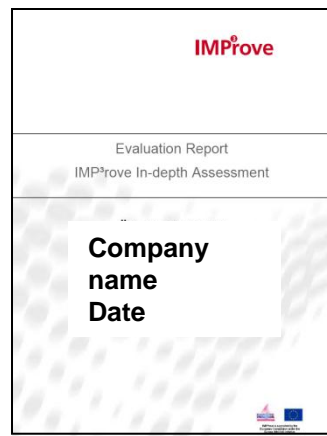 IMP³rove
Evaluation Report
IMP³rove In-depth Assessment
Company
name
Date